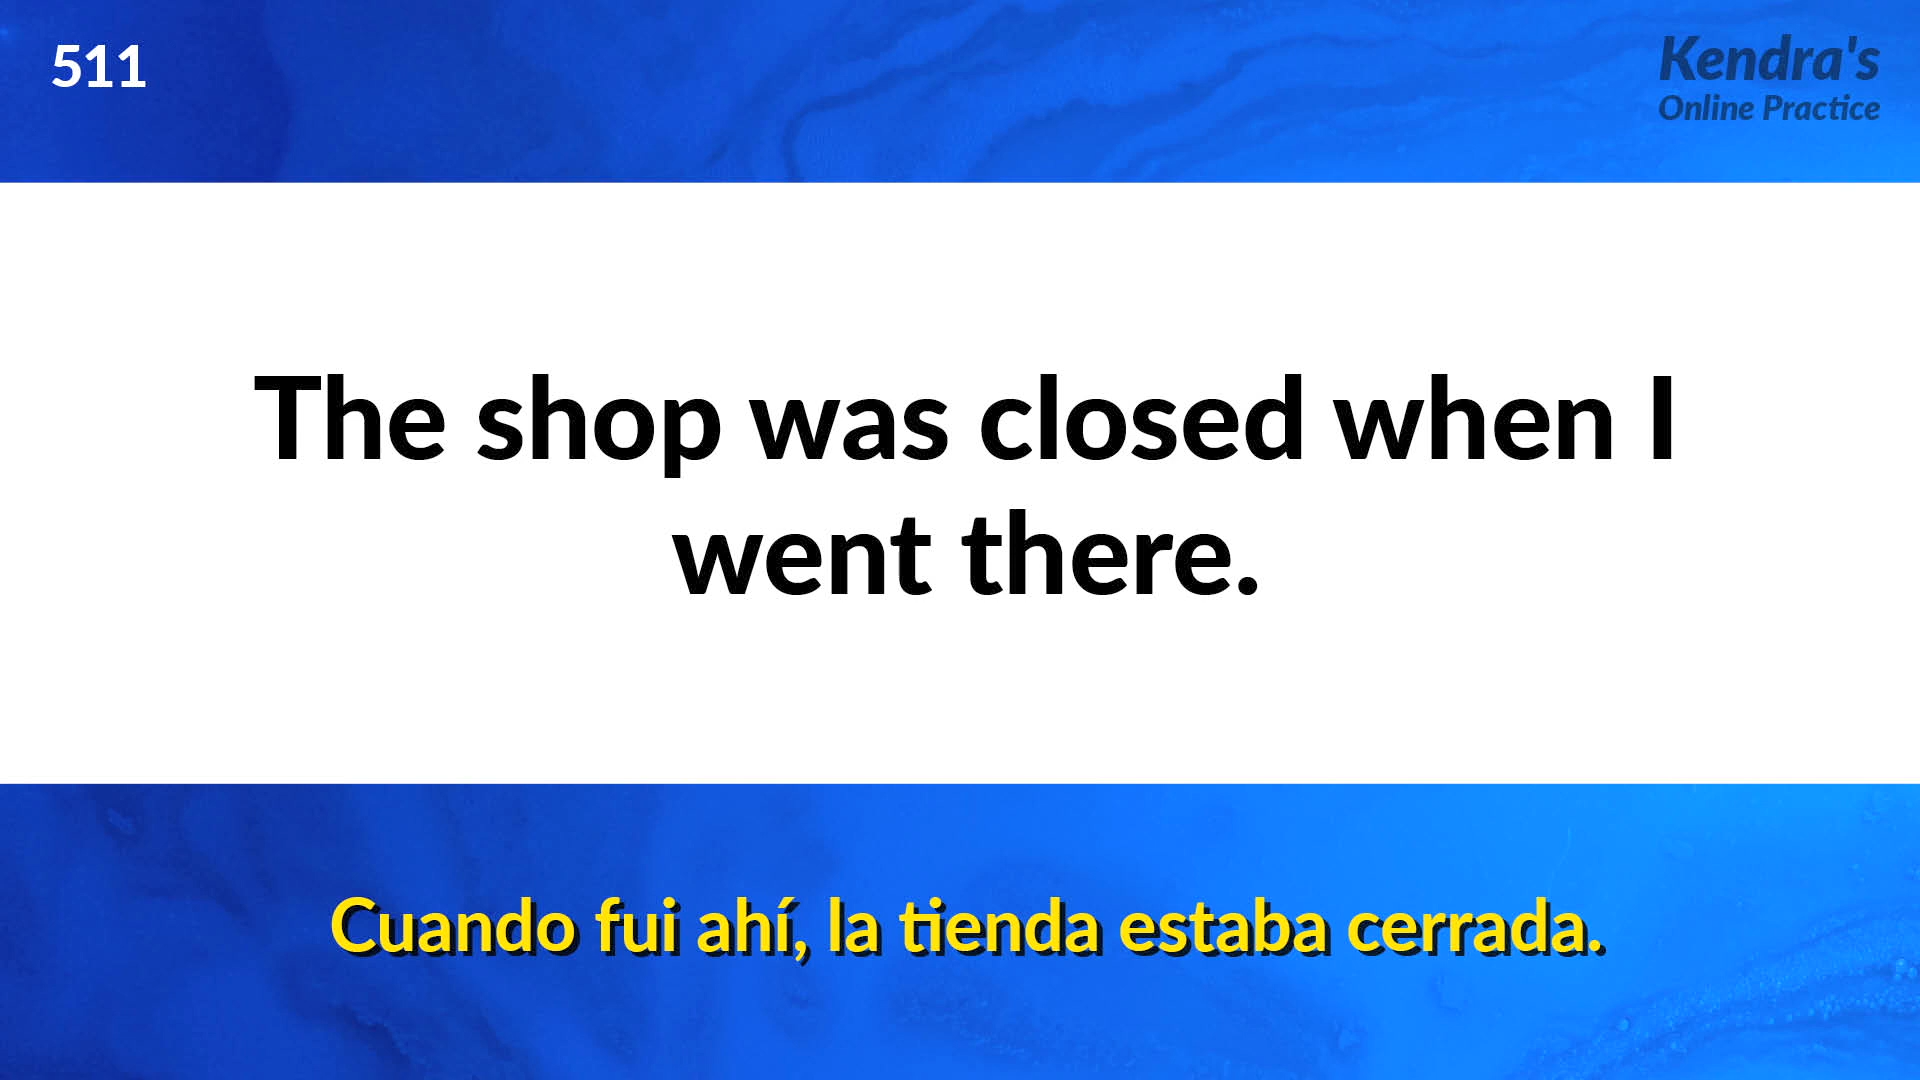 511
Kendra's
Online Practice
The shop was closed when I
went there.
Cuando fui ahí, la tienda estaba cerrada.